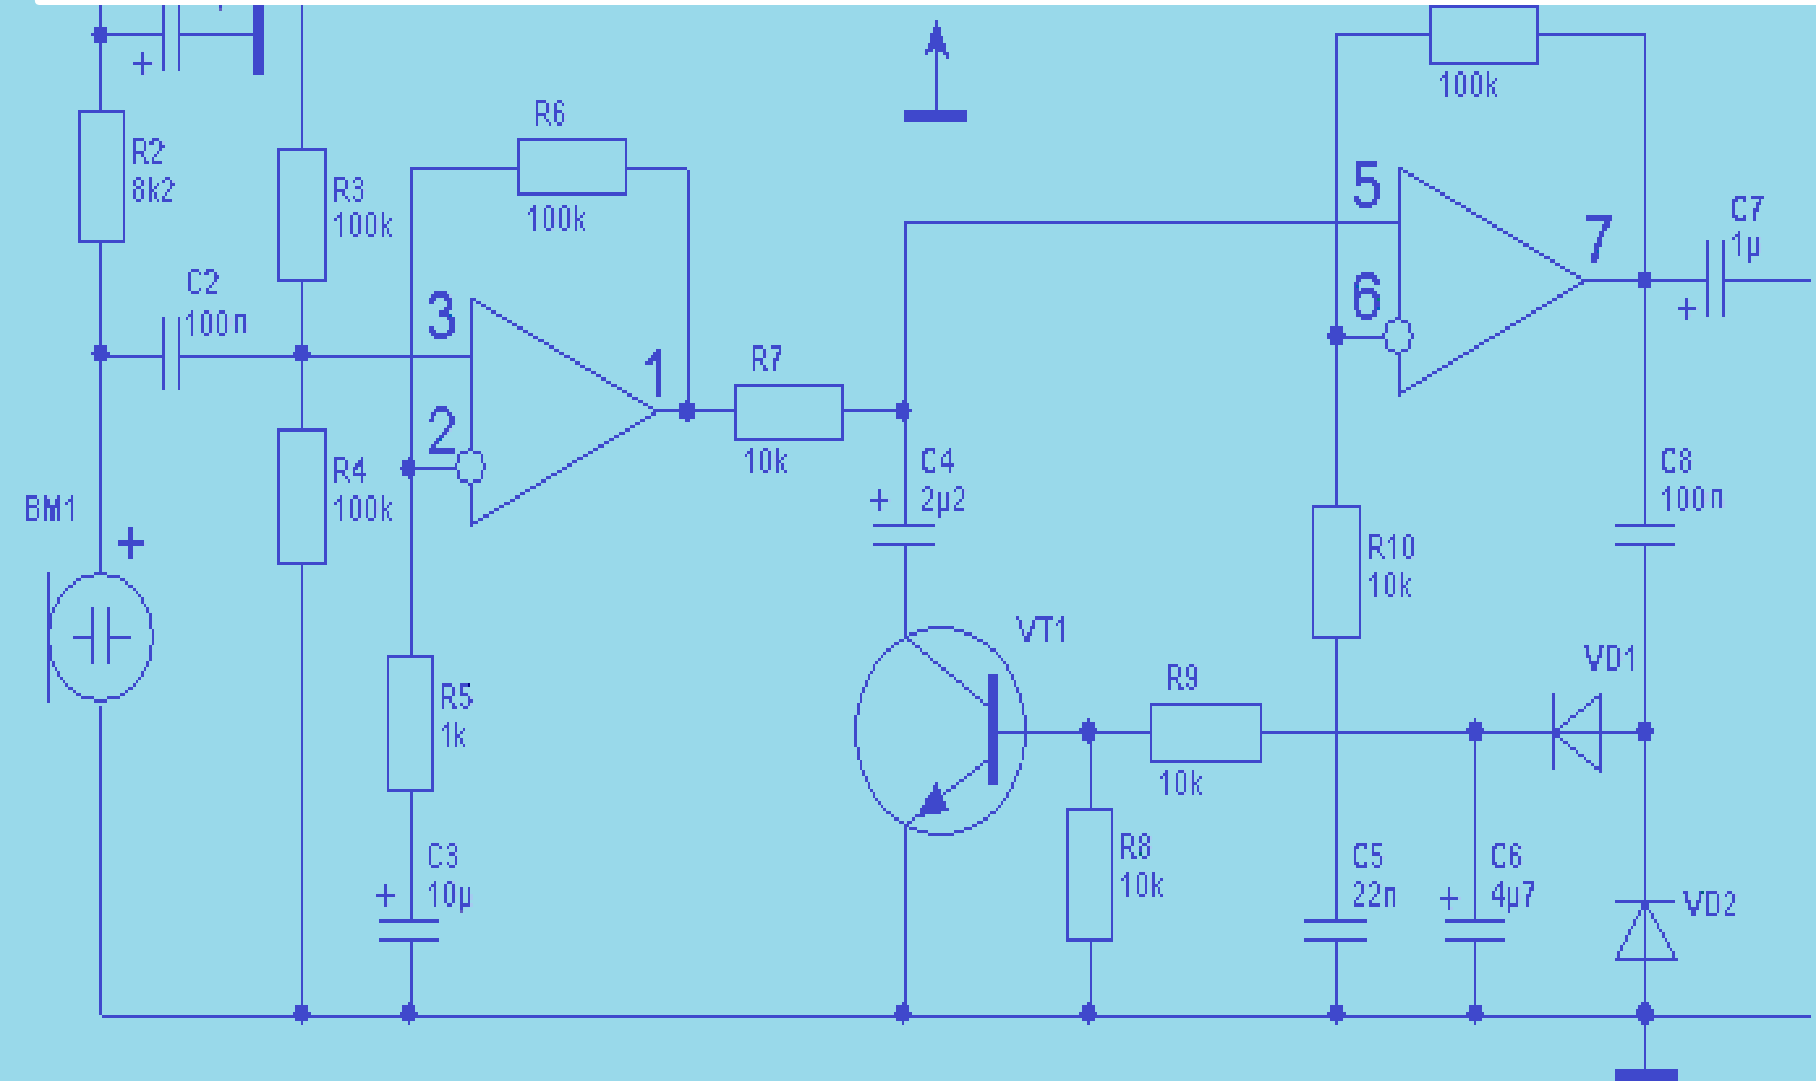 +
100k
R6
100k
R2
8k2
R3
100k
5
6
7
C7
1µ
+
C2
100n
3
2
1
R7
10k
C4
+
2µ2
C8
100n
R4
100k
BM1
+
R10
10k
VT1
VD1
R9
10k
R5
1k
R8
10k
C3
+
10µ
C5
22n
C6
+
4µ7
VD2